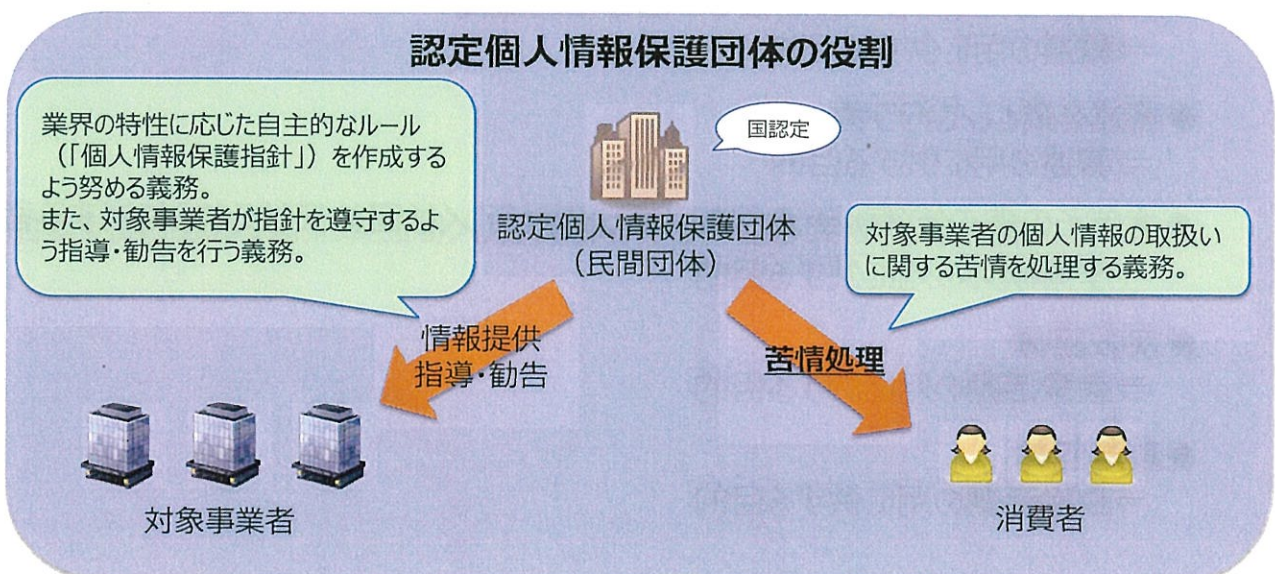 認定個人情報保護団体の役割
業界の特性に応じた自主的なルール
（「個人情報保護指針」）を作成する
よう努める義務。
また、対象事業者が指針を遵守するよ
う指導・勧告を行う義務。
国認定
認定個人情報保護団体
（民間団体）
対象事業者の個人情報の取扱い
に関する苦情を処理する義務。
情報提供
指導・勧告
苦情処理
対象事業者
消費者